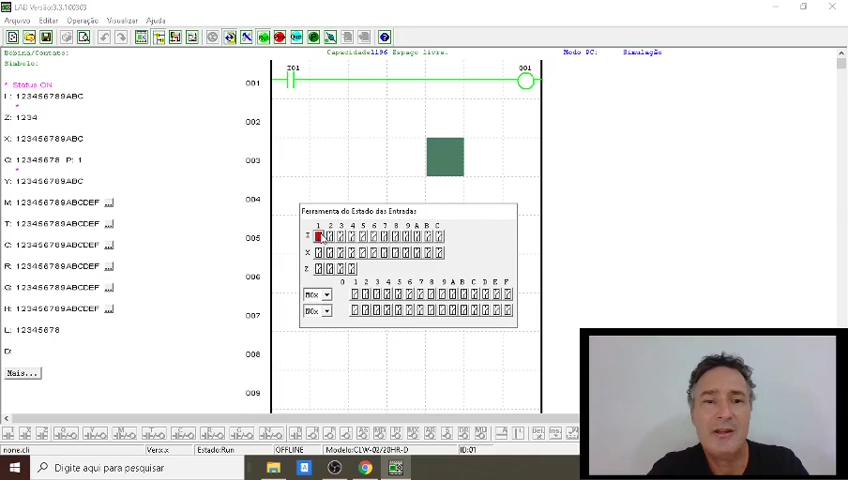 LAD Versão:3.3.100303
Arquivo Editar Operação Visualizar Ajuda
Bobina/Contato:
Símbolo:
Capacidade1196 Espaço livre.
Modo PC:
Simulação
* Status ON
I : 123456789ABC
*
Z: 1234
X: 123456789ABC
Q: 12345678 P: 1
*
Y: 123456789ABC
M: 123456789ABCDEF ...
T: 123456789ABCDEF ...
C: 123456789ABCDEF ...
R: 123456789ABCDEF ...
G: 123456789ABCDEF ...
H: 123456789ABCDEF ...
L: 12345678
D:
Mais...
001
002
003
004
005
006
007
008
009
I01
Q01
Ferramenta do Estado das Entradas
1 2 3 4 5 6 7 8 9 A B C
I
X
Z
0 1 2 3 4 5 6 7 8 9 A B C D E F
M0x
N0x
none.cli
Vers:x
Estado:Run
OFFLINE
Modelo:CLW-02/20HR-D
ID:01
Digite aqui para pesquisar